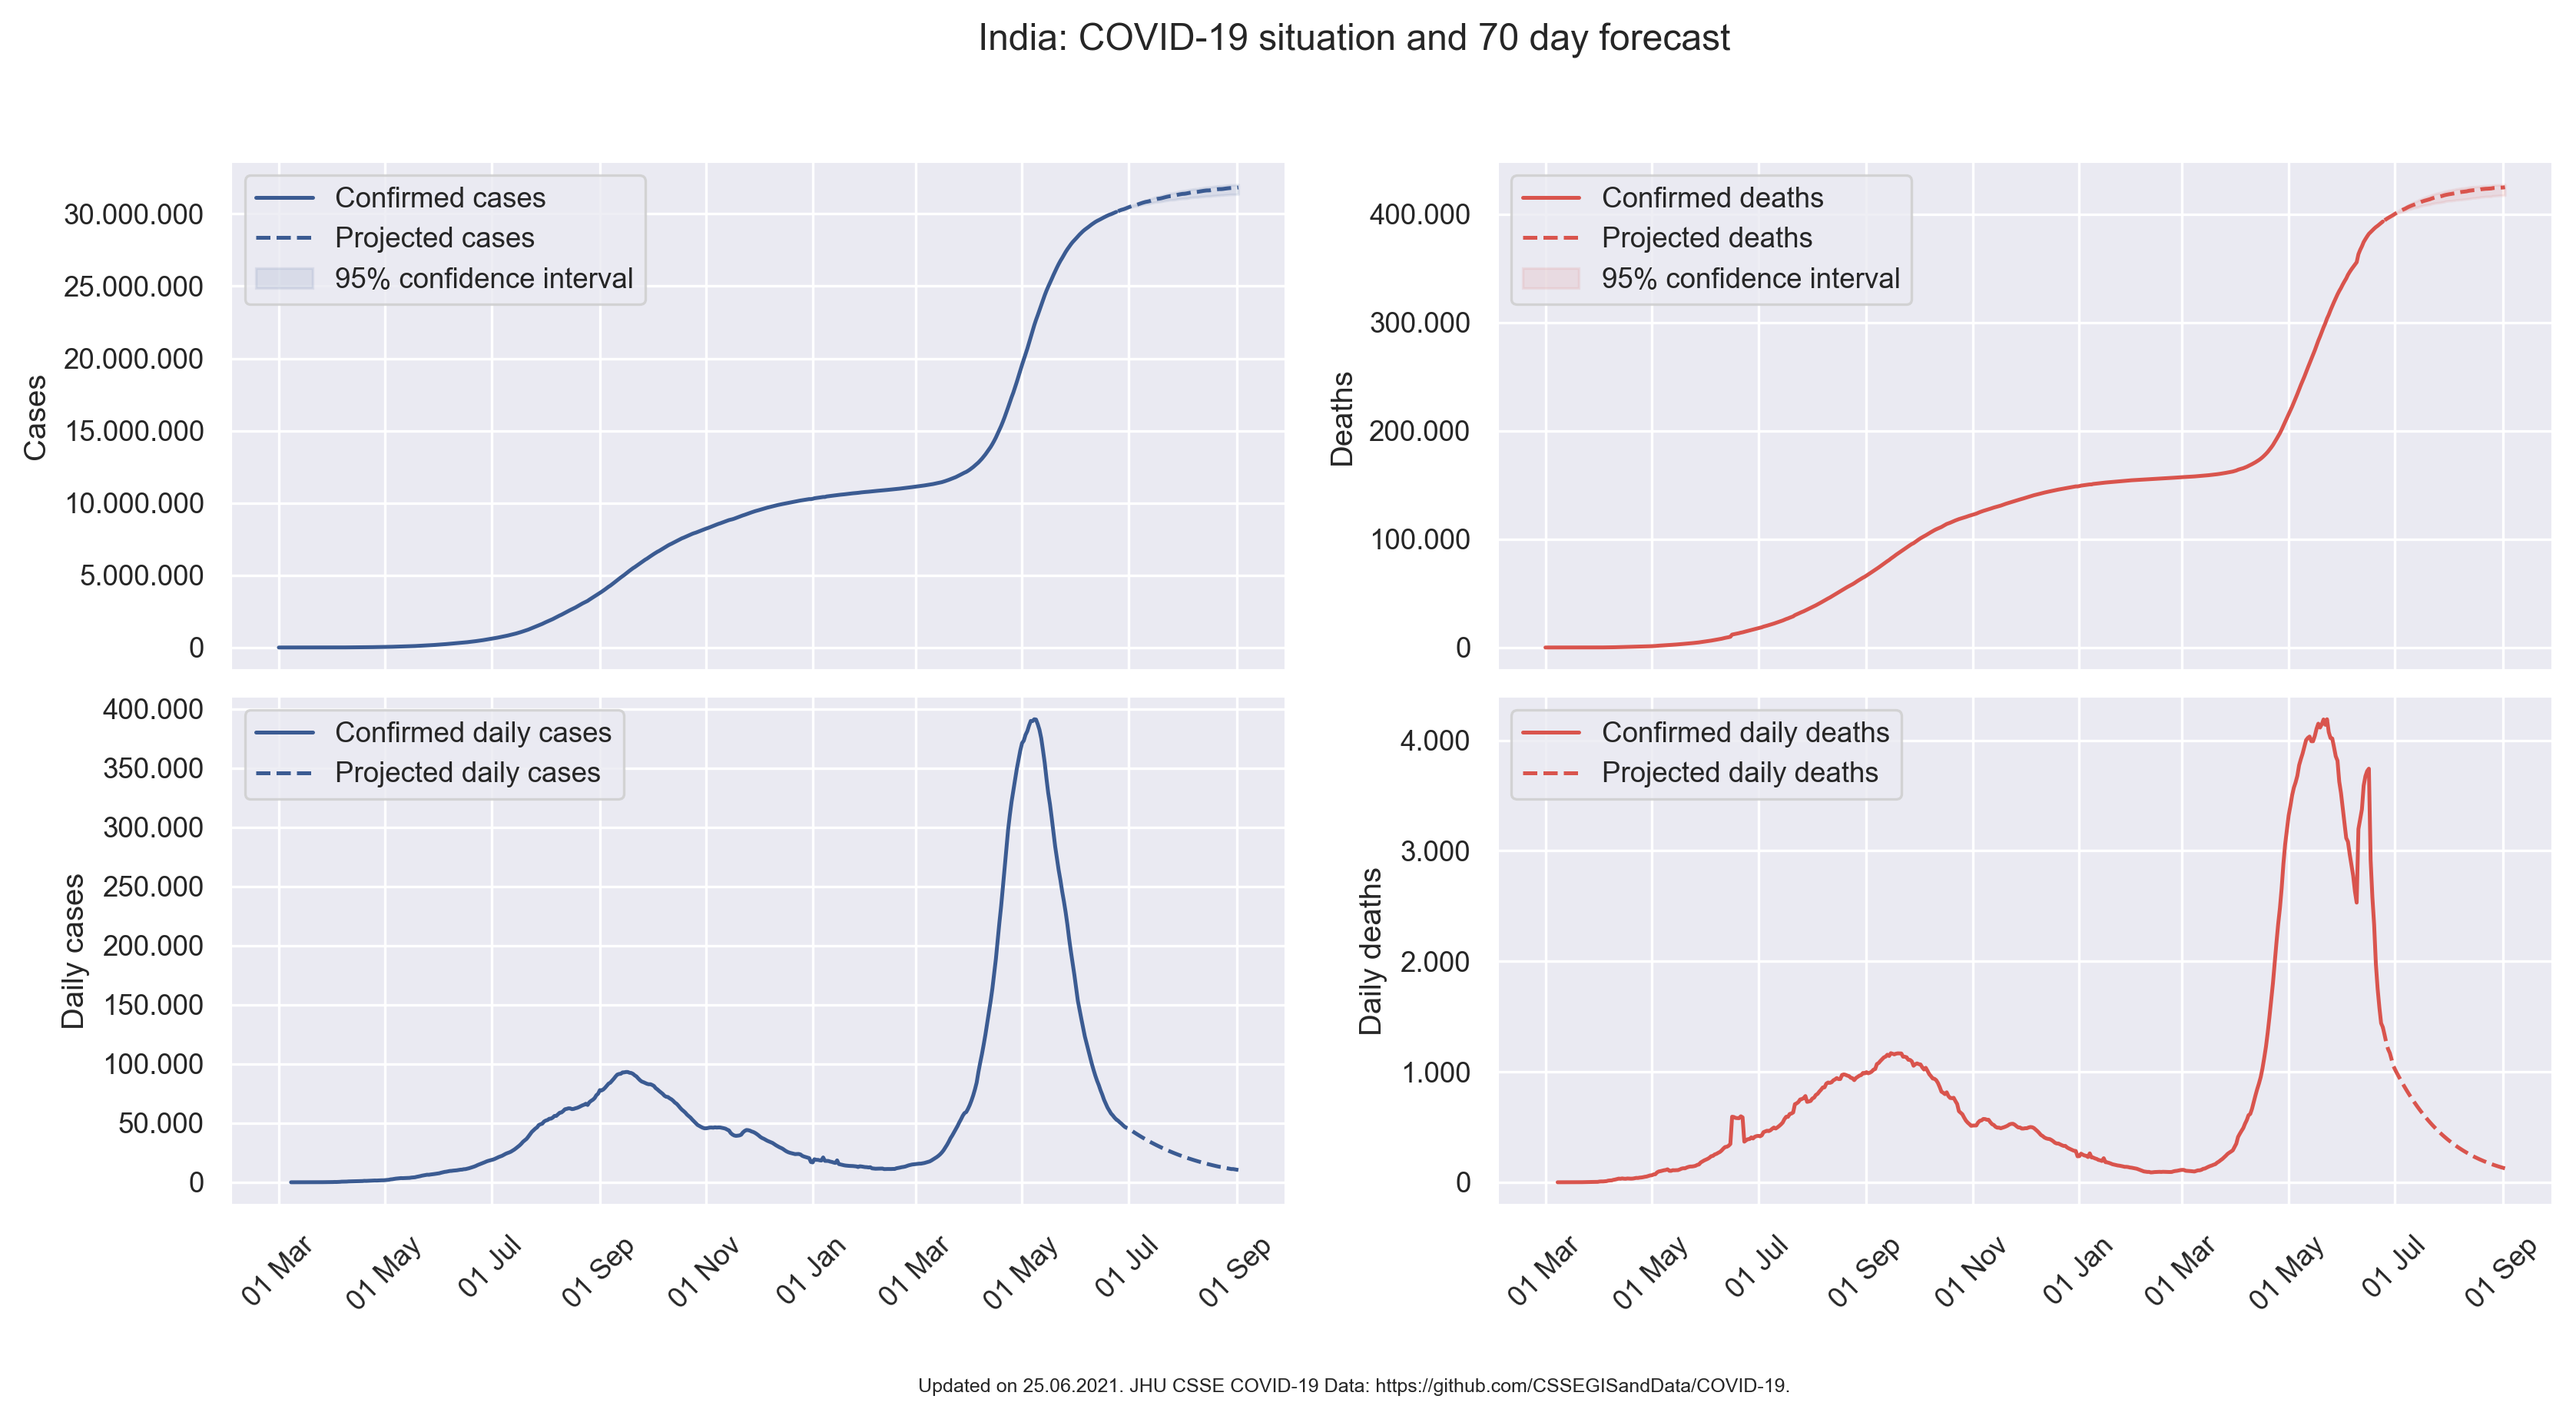 India: COVID-19 situation and 70 day forecast
Confirmed cases
Projected cases
95% confidence interval
Cases
30.000.000
25.000.000
20.000.000
15.000.000
10.000.000
5.000.000
0
Confirmed deaths
Projected deaths
95% confidence interval
Deaths
400.000
300.000
200.000
100.000
0
Confirmed daily cases
Projected daily cases
Daily cases
400.000
350.000
300.000
250.000
200.000
150.000
100.000
50.000
0
01 Mar
01 May
01 Jul
01 Sep
01 Nov
01 Jan
01 Mar
01 May
01 Jul
01 Sep
Confirmed daily deaths
Projected daily deaths
Daily deaths
4.000
3.000
2.000
1.000
0
01 Mar
01 May
01 Jul
01 Sep
01 Nov
01 Jan
01 Mar
01 May
01 Jul
01 Sep
Updated on 25.06.2021. JHU CSSE COVID-19 Data: https://github.com/CSSEGISandData/COVID-19.